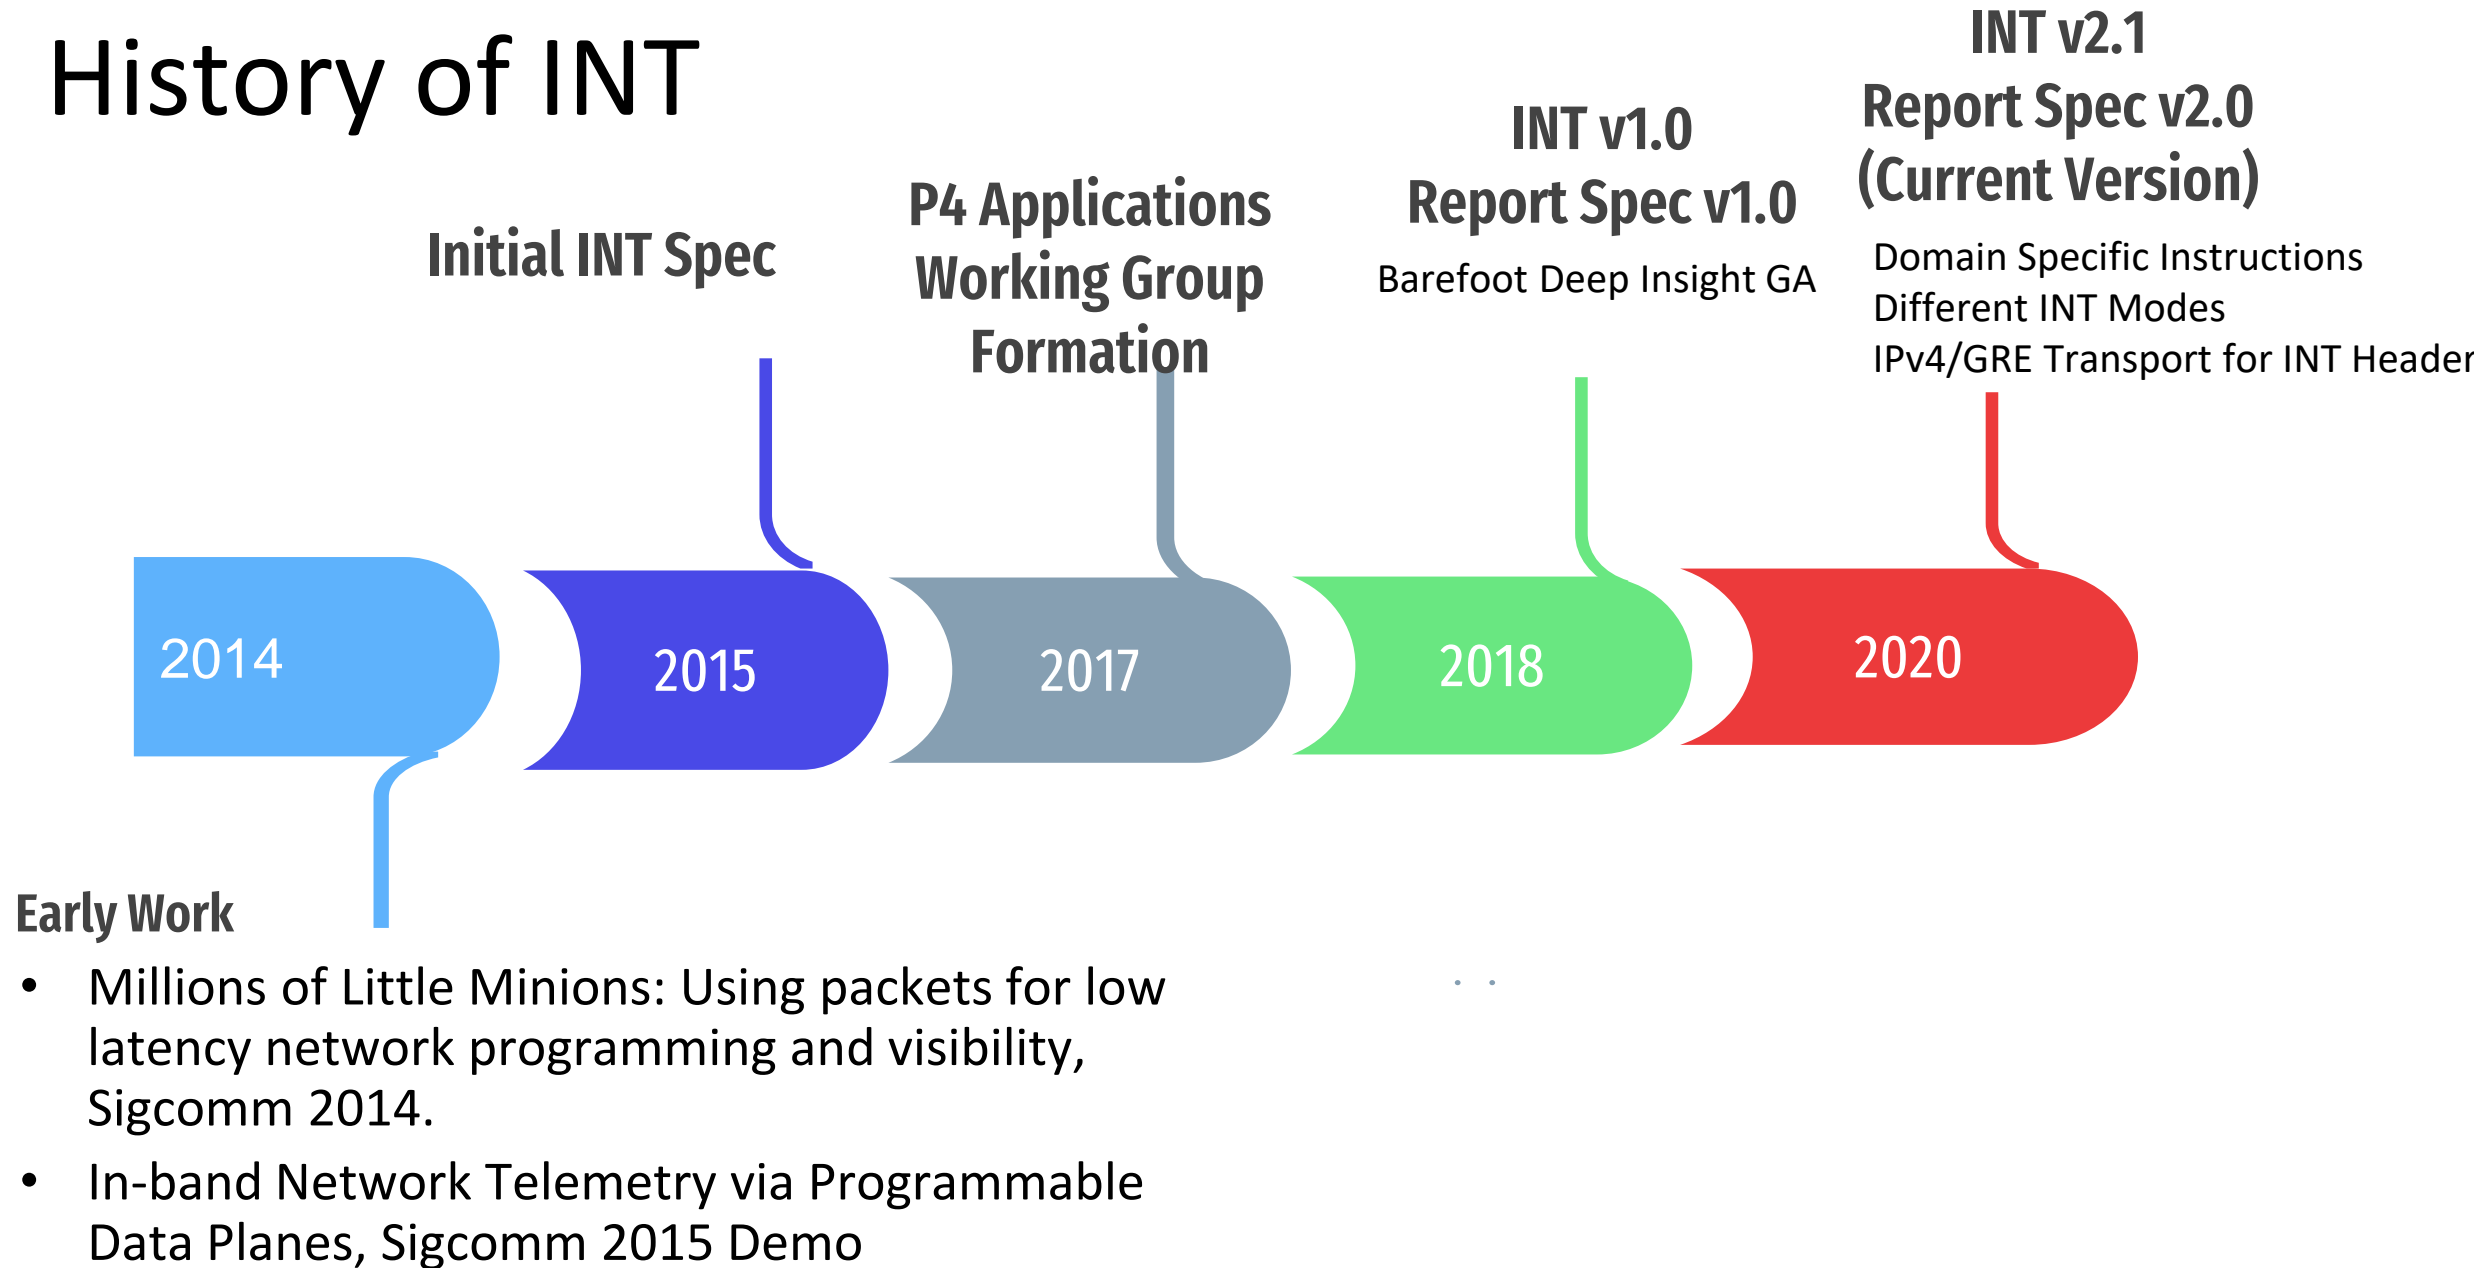 History of INT
Initial INT Spec
P4 Applications
Working Group
Formation
INT v1.0
Report Spec v1.0
Barefoot Deep Insight GA
INT v2.1
Report Spec v2.0
(Current Version)
Domain Specific Instructions
Different INT Modes
IPv4/GRE Transport for INT Header
2014
2015
2017
2018
2020
Early Work
• Millions of Little Minions: Using packets for low
latency network programming and visibility,
Sigcomm 2014.
• In-band Network Telemetry via Programmable
Data Planes, Sigcomm 2015 Demo